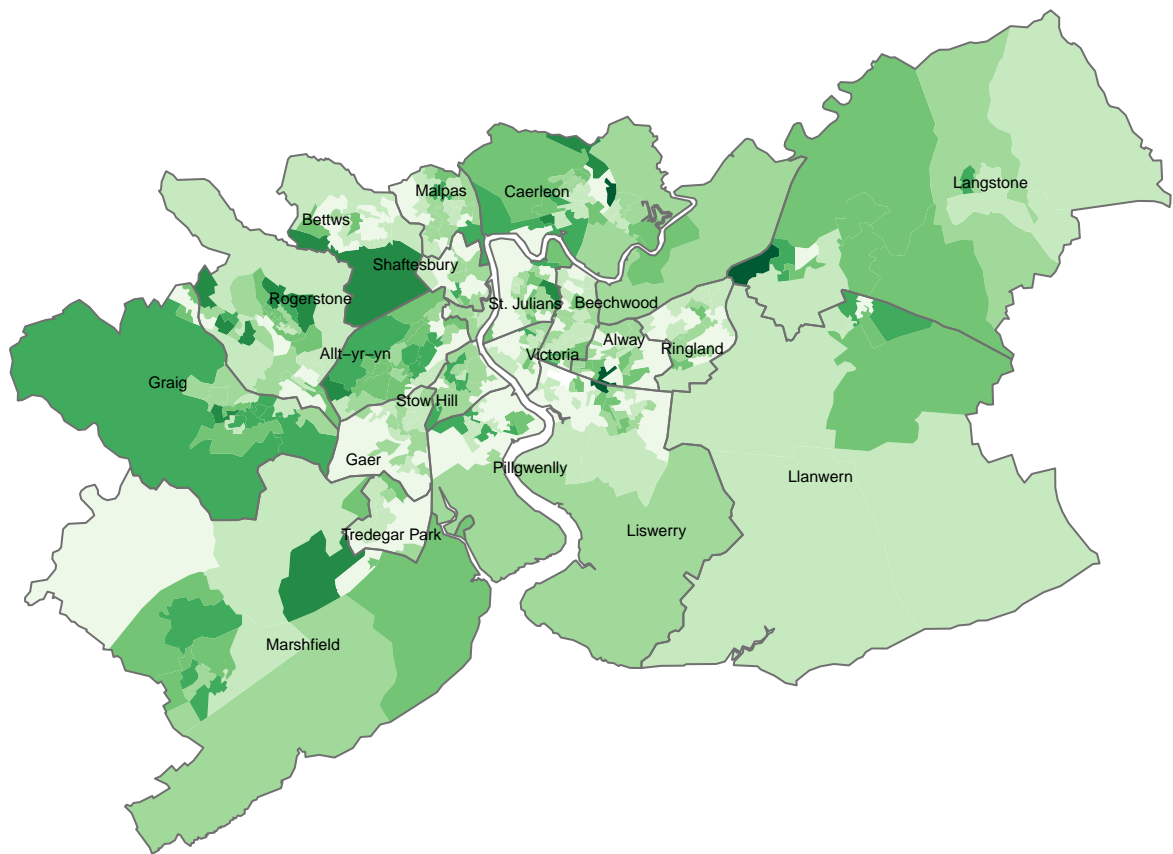 Langstone
Malpas
Caerleon
Bettws
Shaftesbury
Rogerstone
St. Julians
Beechwood
Alway
Ringland
Allt−yr−yn
Victoria
Graig
Stow Hill
Gaer
Pillgwenlly
Llanwern
Tredegar Park
Liswerry
Marshfield